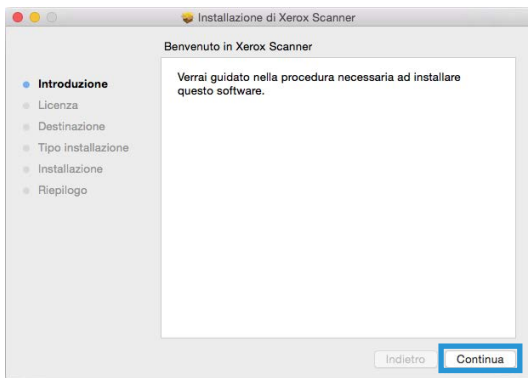 Installazione di Xerox Scanner
Benvenuto in Xerox Scanner
Introduzione
Licenza
Destinazione
Tipo installazione
Installazione
Riepilogo
Verrai guidato nella procedura necessaria ad installare
questo software.
Indietro
Continua